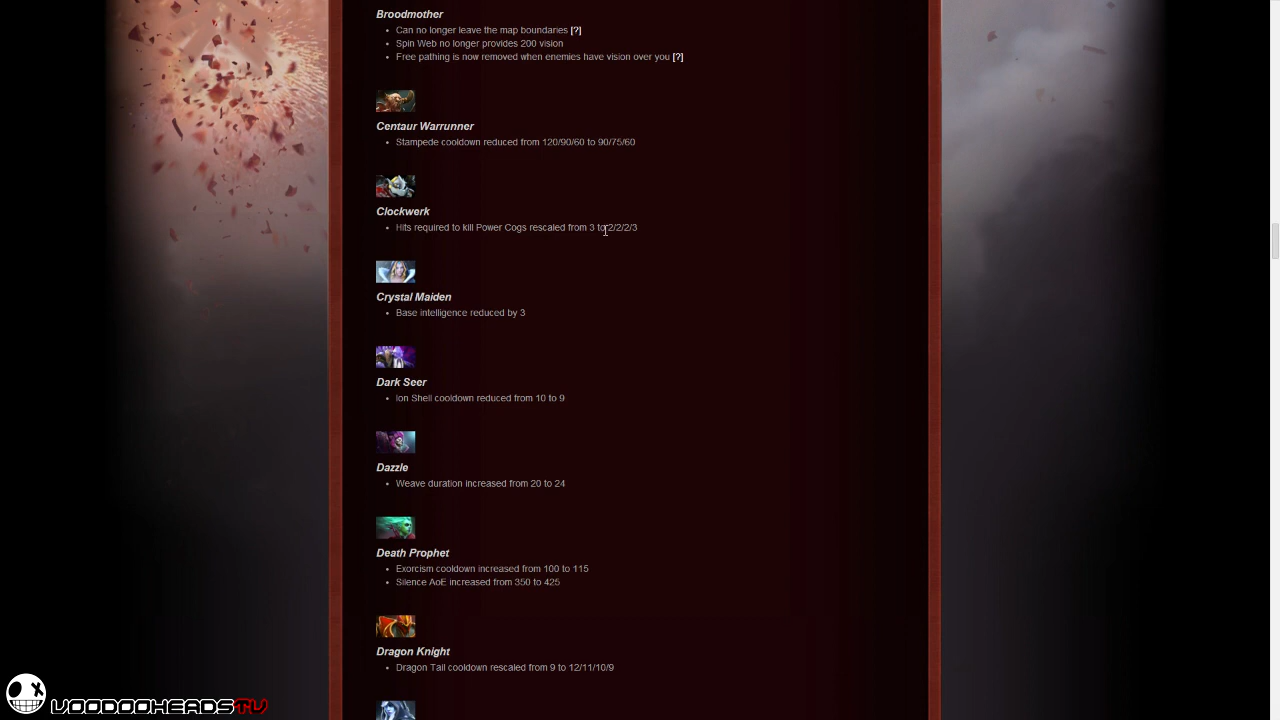 Broodmother
Can no longer leave the map boundaries [?]
Spin Web no longer provides 200 vision
Free pathing is now removed when enemies have vision over you [?]
Centaur Warrunner
Stampede cooldown reduced from 120/90/60 to 90/75/60
Clockwerk
Hits required to kill Power Cogs rescaled from 3 to 2/2/2/3
Crystal Maiden
Base intelligence reduced by 3
Dark Seer
Ion Shell cooldown reduced from 10 to 9
Dazzle
Weave duration increased from 20 to 24
Death Prophet
Exorcism cooldown increased from 100 to 115
Silence AoE increased from 350 to 425
Dragon Knight
Dragon Tail cooldown rescaled from 9 to 12/11/10/9
VOODOOHEADSTV